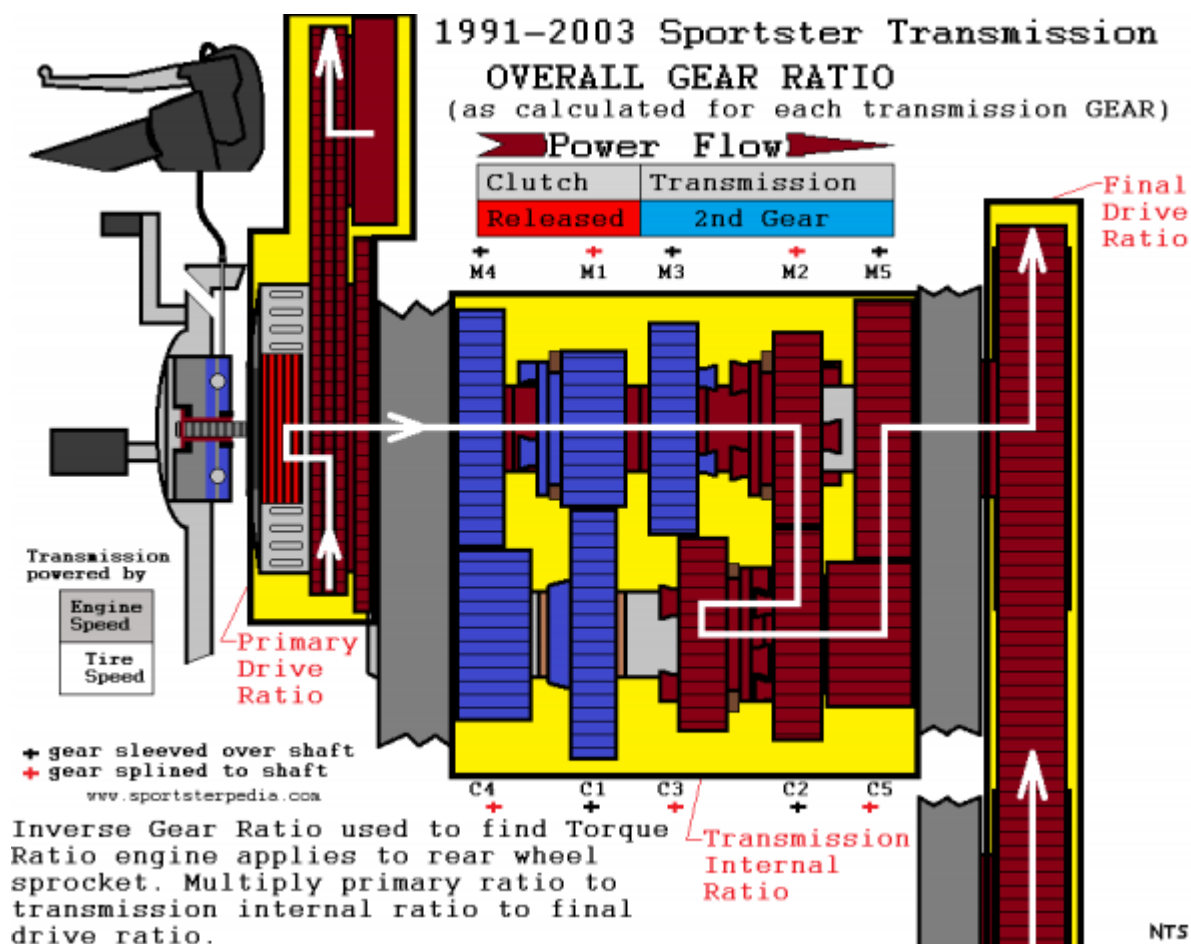 1991-2003 Sportster Transmission
OVERALL GEAR RATIO
(as calculated for each transmission GEAR)
Power Flow
Clutch Transmission
Released 2nd Gear
M4 M1 M3 M2 M5
Final
Drive
Ratio
Transmission
powered by
Engine
Speed
Tire
Speed
Primary
Drive
Ratio
+ gear sleeved over shaft
+ gear splined to shaft
www.sportsterpedia.com
C4 C1 C3 C2 C5
Transmission
Internal
Ratio
Inverse Gear Ratio used to find Torque
Ratio engine applies to rear wheel
sprocket. Multiply primary ratio to
transmission internal ratio to final
drive ratio.
NTS